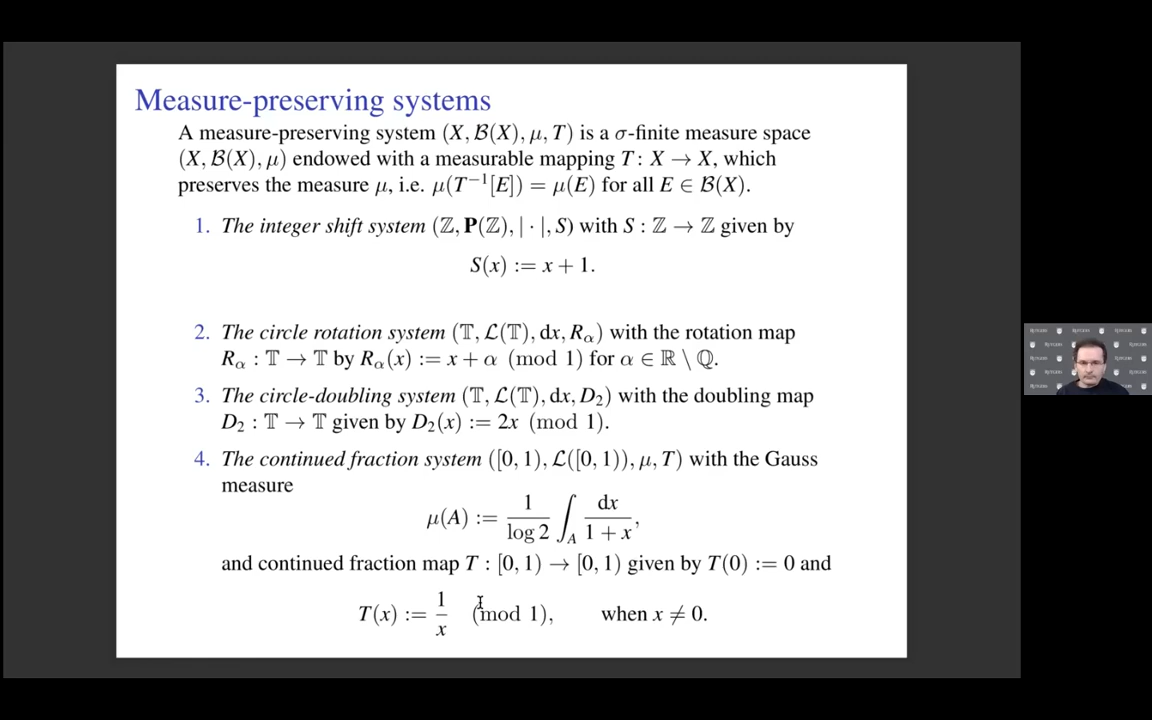 Measure-preserving systems
A measure-preserving system (X, B(X), μ, T) is a σ-finite measure space
(X, B(X), μ) endowed with a measurable mapping T: X → X, which
preserves the measure μ, i.e. μ(T⁻¹[E]) = μ(E) for all E ∈ B(X).
1. The integer shift system (ℤ, P(ℤ), | · |, S) with S : ℤ → ℤ given by
S(x) := x + 1.
2. The circle rotation system (𝕋, L(𝕋), dx, R_α) with the rotation map
R_α : 𝕋 → 𝕋 by R_α(x) := x + α (mod 1) for α ∈ ℝ \ ℚ.
3. The circle-doubling system (𝕋, L(𝕋), dx, D₂) with the doubling map
D₂ : 𝕋 → 𝕋 given by D₂(x) := 2x (mod 1).
4. The continued fraction system ([0, 1), L([0, 1)), μ, T) with the Gauss
measure
μ(A) := 1/log 2 ∫_A dx/1 + x,
and continued fraction map T : [0, 1) → [0, 1) given by T(0) := 0 and
T(x) := 1/x (mod 1), when x ≠ 0.